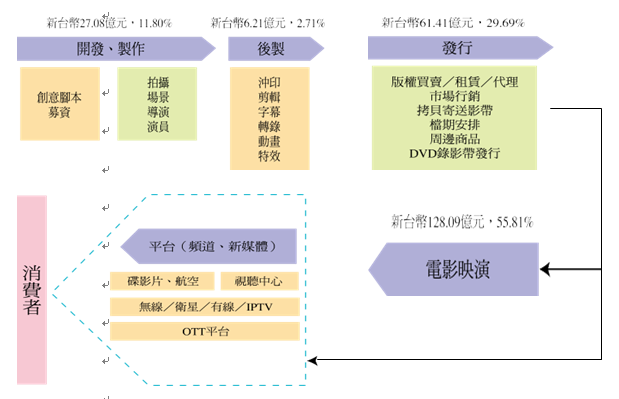 新台幣27.08億元，11.80%
新台幣6.21億元，2.71%
新台幣61.41億元，29.69%
開發、製作
後製
發行
創意腳本
募資
拍攝
場景
導演
演員
沖印
剪輯
字幕
轉錄
動畫
特效
版權買賣／租賃／代理
市場行銷
拷貝寄送影帶
檔期安排
周邊商品
DVD錄影帶發行
新台幣128.09億元，55.81%
電影映演
消費者
平台（頻道、新媒體）
碟影片、航空
視聽中心
無線／衛星／有線／IPTV
OTT平台